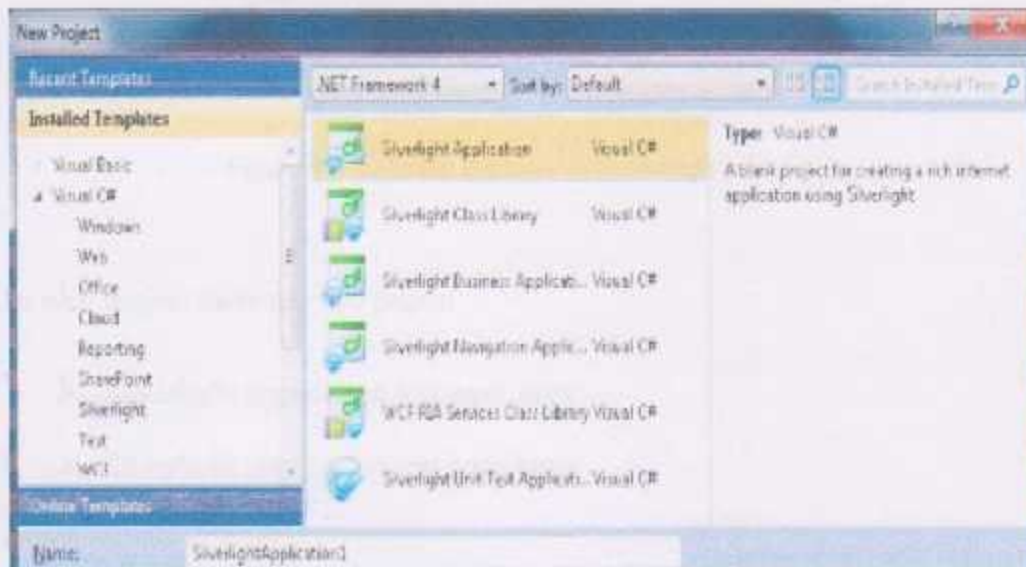 New Project
Recent Templates
Installed Templates
Visual Basic
Visual C#
Windows
Web
Office
Cloud
Reporting
SharePoint
Silverlight
Test
WCF
Online Templates
.NET Framework 4 Sort by: Default
Silverlight Application Visual C#
Silverlight Class Library Visual C#
Silverlight Business Applicati... Visual C#
Silverlight Navigation Applic... Visual C#
WCF RIA Services Class Library Visual C#
Silverlight Unit Test Applicati... Visual C#
Search Installed Tem
Type: Visual C#
A blank project for creating a rich internet
application using Silverlight
Name: SilverlightApplication1